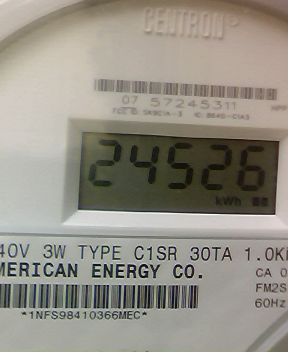 CENTRON
07 57245311
24526
kWh
40V 3W TYPE C1SR 30TA 1.0K
MERICAN ENERGY CO.
CA 0
FM2S
60Hz
*1NFS98410366MEC*